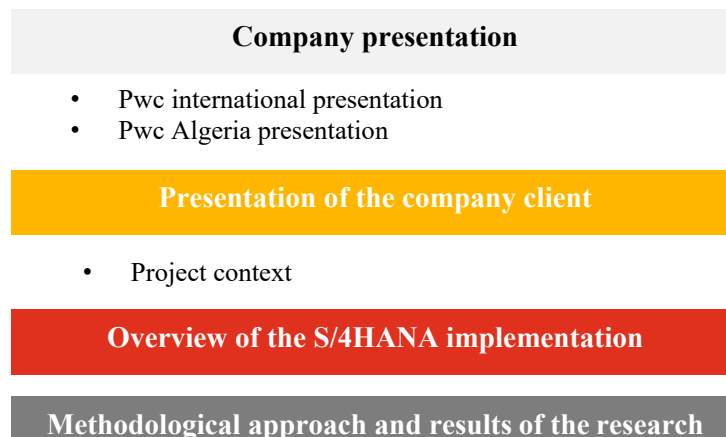 Company presentation
• Pwc international presentation
• Pwc Algeria presentation
Presentation of the company client
• Project context
Overview of the S/4HANA implementation
Methodological approach and results of the research